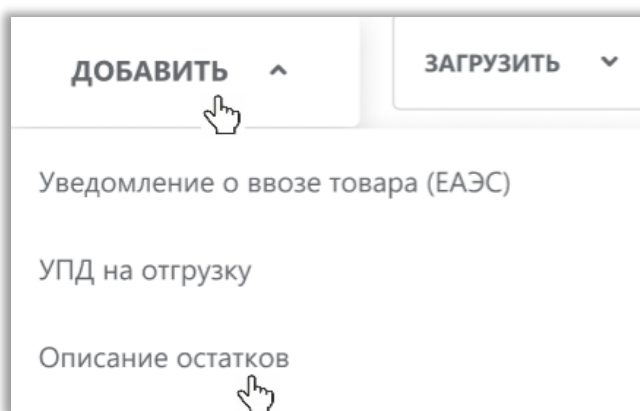 ДОБАВИТЬ
ЗАГРУЗИТЬ
Уведомление о ввозе товара (ЕАЭС)
УПД на отгрузку
Описание остатков